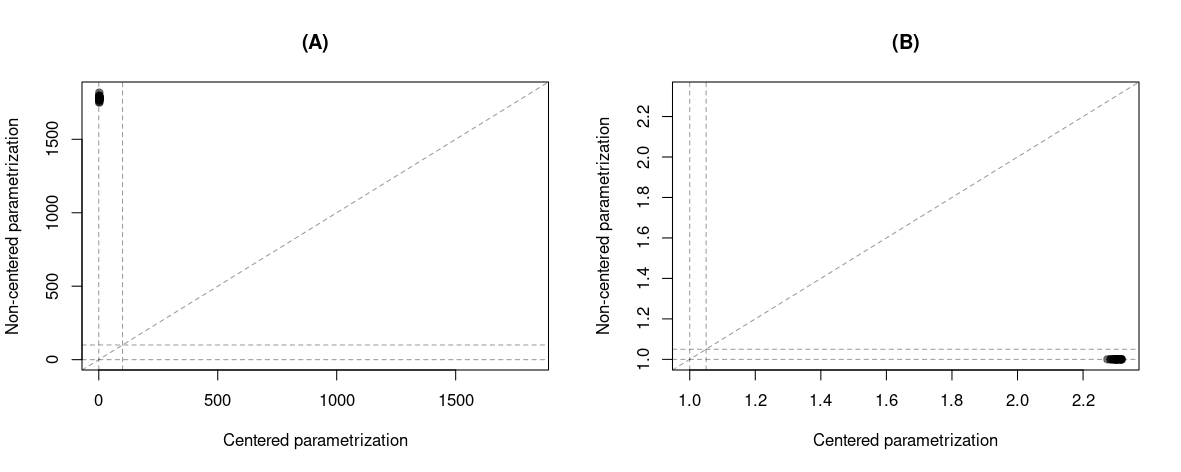 (A)
Non-centered parametrization
1500
1000
500
0
0 500 1000 1500
Centered parametrization
(B)
Non-centered parametrization
2.2
2.0
1.8
1.6
1.4
1.2
1.0
1.0 1.2 1.4 1.6 1.8 2.0 2.2
Centered parametrization